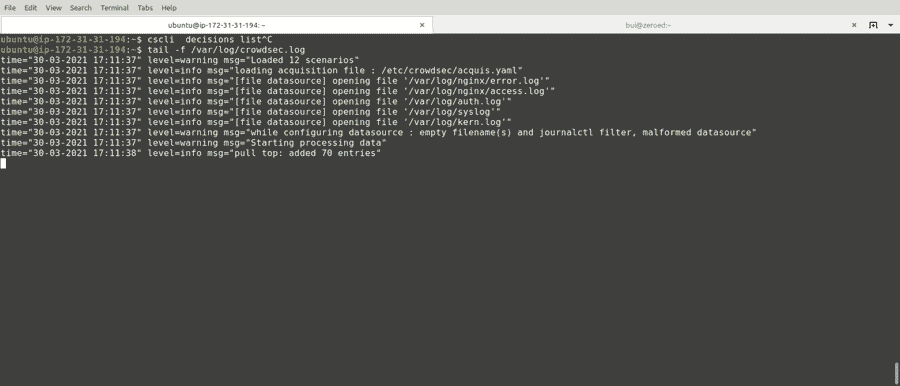 File Edit View Search Terminal Tabs Help
ubuntu@ip-172-31-31-194: ~ × bui@zeroed:~ ×
ubuntu@ip-172-31-31-194:~$ cscli  decisions list^C
ubuntu@ip-172-31-31-194:~$ tail -f /var/log/crowdsec.log
time="30-03-2021 17:11:37" level=warning msg="Loaded 12 scenarios"
time="30-03-2021 17:11:37" level=info msg="loading acquisition file : /etc/crowdsec/acquis.yaml"
time="30-03-2021 17:11:37" level=info msg="[file datasource] opening file '/var/log/nginx/error.log'"
time="30-03-2021 17:11:37" level=info msg="[file datasource] opening file '/var/log/nginx/access.log'"
time="30-03-2021 17:11:37" level=info msg="[file datasource] opening file '/var/log/auth.log'"
time="30-03-2021 17:11:37" level=info msg="[file datasource] opening file '/var/log/syslog'"
time="30-03-2021 17:11:37" level=info msg="[file datasource] opening file '/var/log/kern.log'"
time="30-03-2021 17:11:37" level=warning msg="while configuring datasource : empty filename(s) and journalctl filter, malformed datasource"
time="30-03-2021 17:11:37" level=warning msg="Starting processing data"
time="30-03-2021 17:11:38" level=info msg="pull top: added 70 entries"